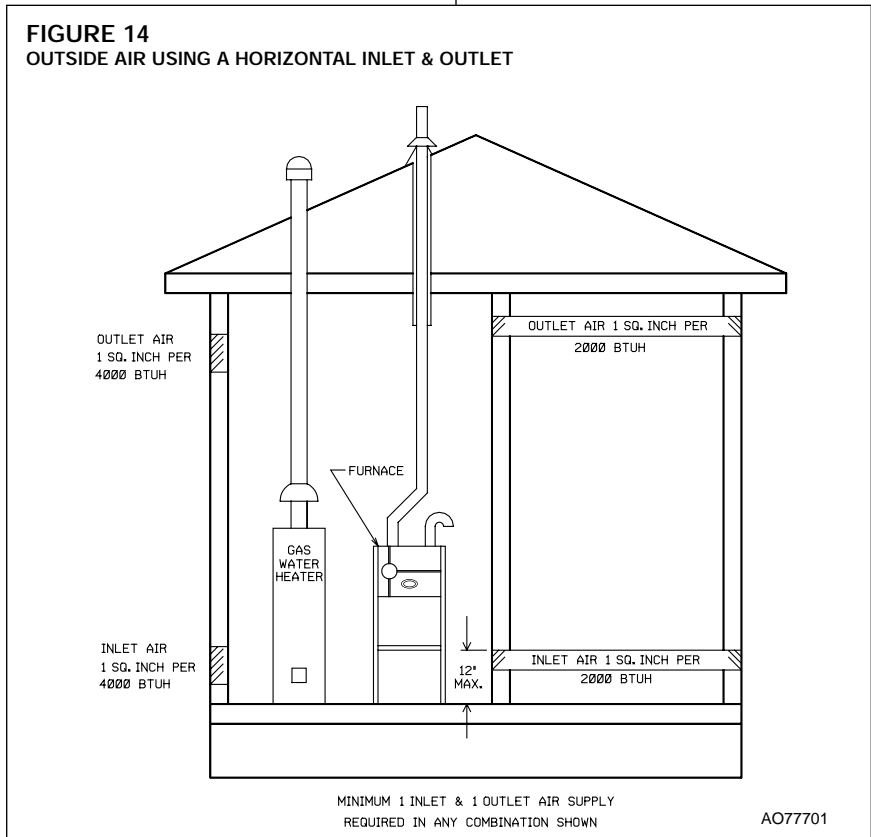 FIGURE 14
OUTSIDE AIR USING A HORIZONTAL INLET & OUTLET
OUTLET AIR
1 SQ. INCH PER
4000 BTUH
OUTLET AIR 1 SQ. INCH PER
2000 BTUH
FURNACE
GAS
WATER
HEATER
INLET AIR
1 SQ. INCH PER
4000 BTUH
12"
MAX.
INLET AIR 1 SQ. INCH PER
2000 BTUH
MINIMUM 1 INLET & 1 OUTLET AIR SUPPLY
REQUIRED IN ANY COMBINATION SHOWN
AO77701